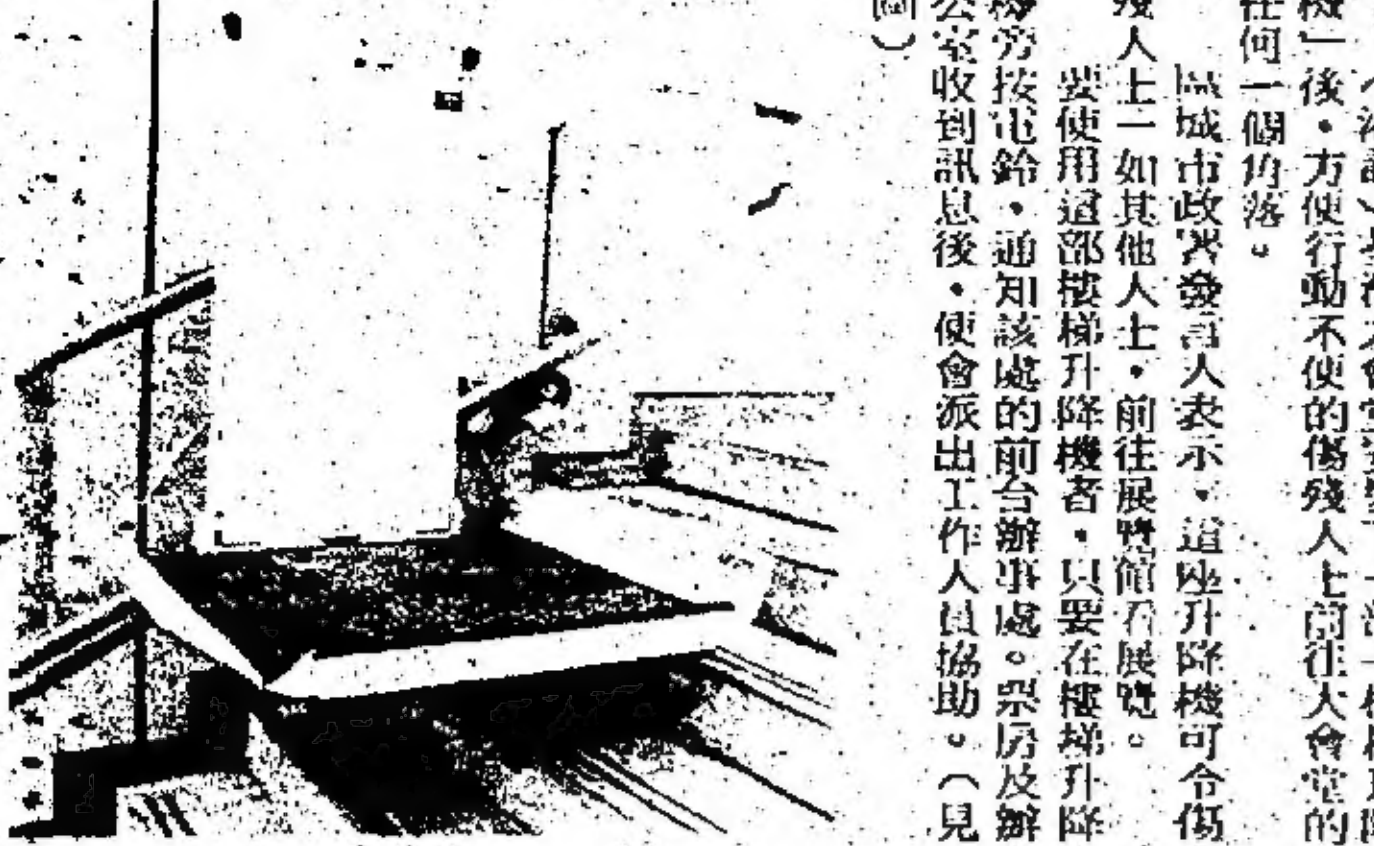 機」後，方便行動不便的傷殘人士前往大會堂的
任何一個角落。
區域市政署發言人表示，這座升降機可令傷
殘人士一如其他人士，前往展覽館看展覽。
要使用這部樓梯升降機者，只要在樓梯升降
機旁按電鈴，通知該處的前台辦事處。票房及辦
公室收到訊息後，便會派出工作人員協助。（見
圖）